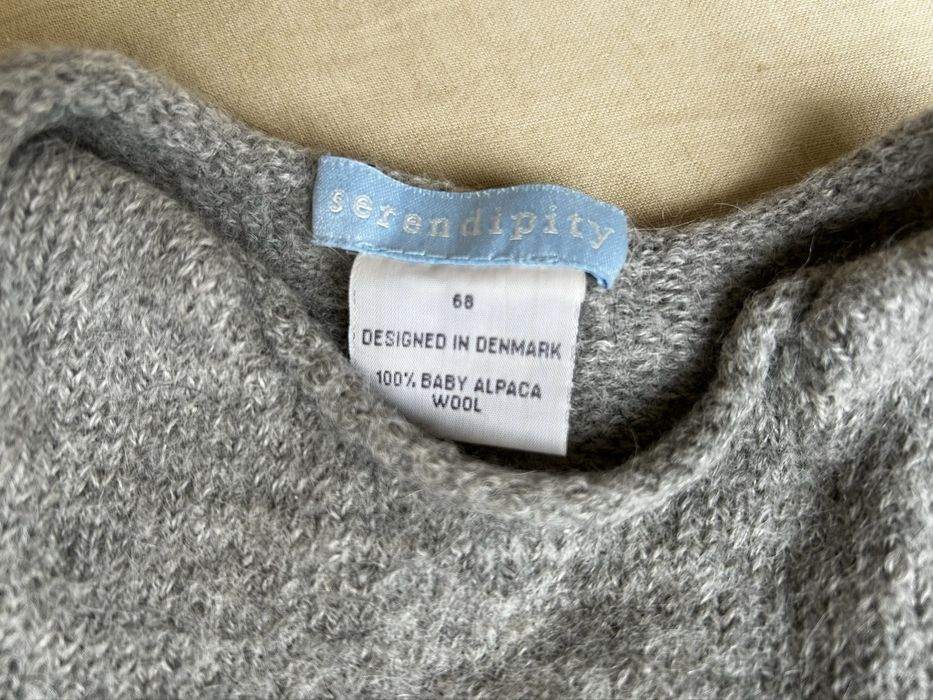 serendipity
68
DESIGNED IN DENMARK
100% BABY ALPACA
WOOL